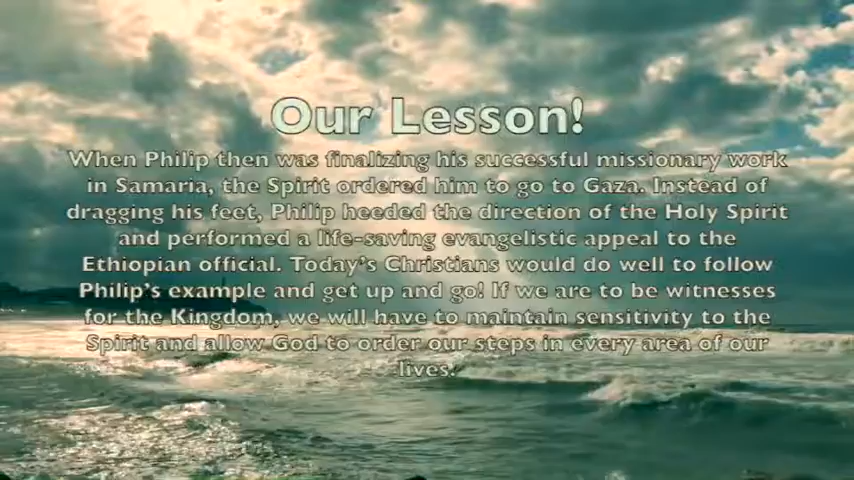 Our Lesson!
When Philip then was finalizing his successful missionary work
in Samaria, the Spirit ordered him to go to Gaza. Instead of
dragging his feet, Philip heeded the direction of the Holy Spirit
and performed a life-saving evangelistic appeal to the
Ethiopian official. Today's Christians would do well to follow
Philip's example and get up and go! If we are to be witnesses
for the Kingdom, we will have to maintain sensitivity to the
Spirit and allow God to order our steps in every area of our
lives.